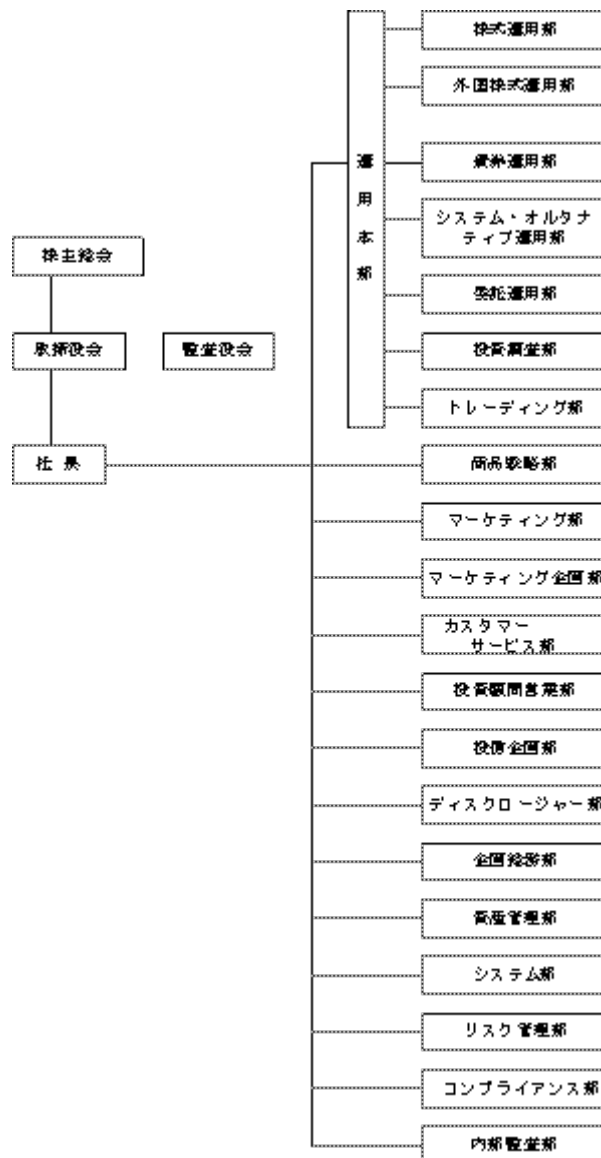 株式運用部
外国株式運用部
運用本部
債券運用部
システム・オルタナ
ティブ運用部
株主総会
委託運用部
取締役会
監査役会
投資調査部
トレーディング部
社長
商品戦略部
マーケティング部
マーケティング企画部
カスタマー
サービス部
投資顧問営業部
投信企画部
ディスクロージャー部
企画総務部
資産管理部
システム部
リスク管理部
コンプライアンス部
内部監査部